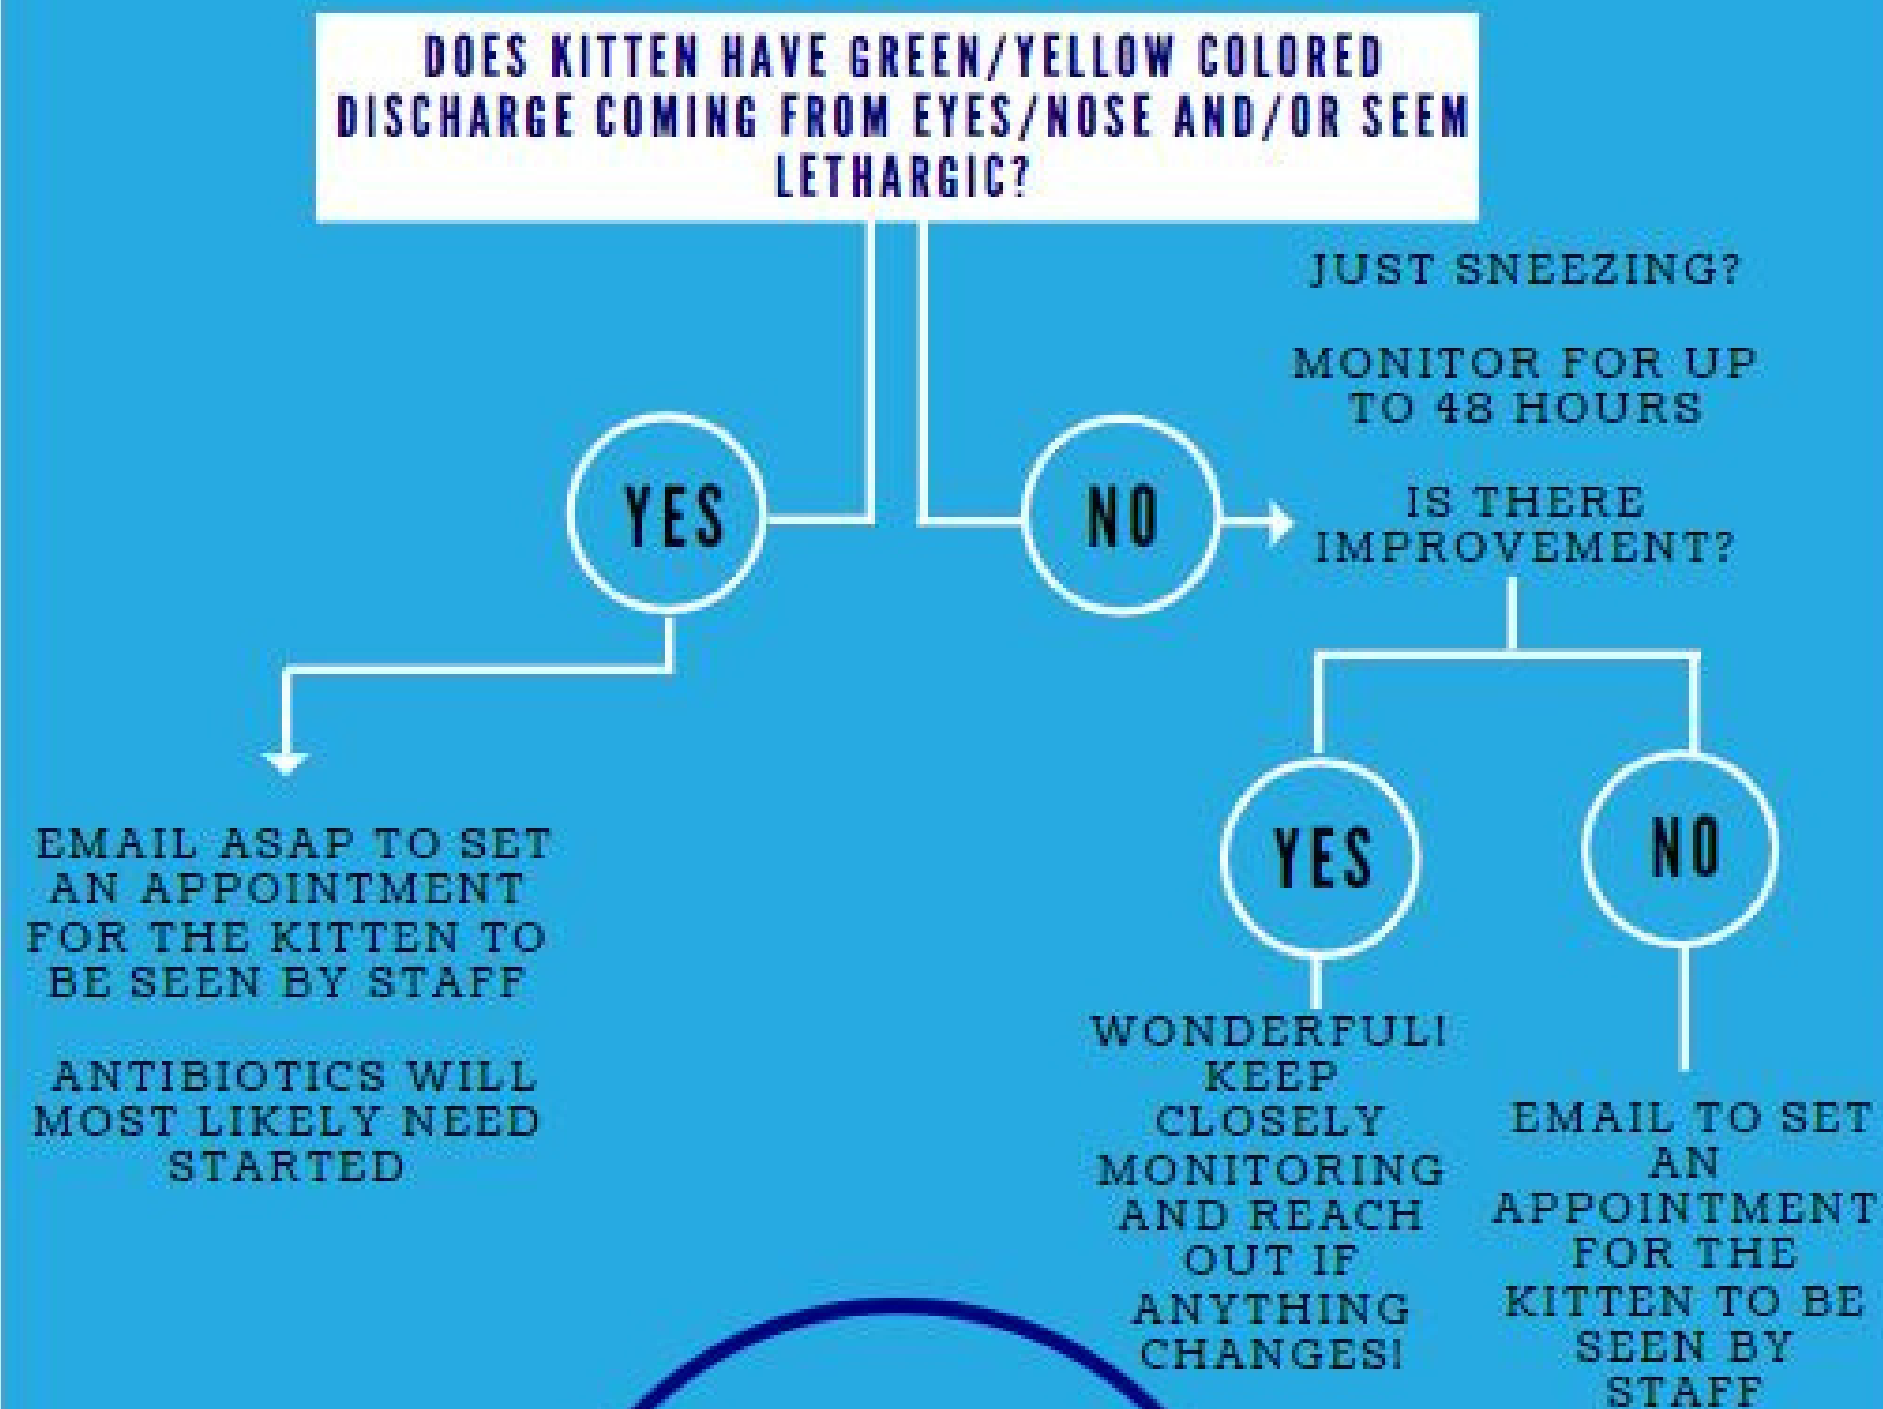 DOES KITTEN HAVE GREEN/YELLOW COLORED
DISCHARGE COMING FROM EYES/NOSE AND/OR SEEM
LETHARGIC?
YES
EMAIL ASAP TO SET
AN APPOINTMENT
FOR THE KITTEN TO
BE SEEN BY STAFF
ANTIBIOTICS WILL
MOST LIKELY NEED
STARTED
NO
JUST SNEEZING?
MONITOR FOR UP
TO 48 HOURS
IS THERE
IMPROVEMENT?
YES
WONDERFUL!
KEEP
CLOSELY
MONITORING
AND REACH
OUT IF
ANYTHING
CHANGES!
NO
EMAIL TO SET
AN
APPOINTMENT
FOR THE
KITTEN TO BE
SEEN BY
STAFF